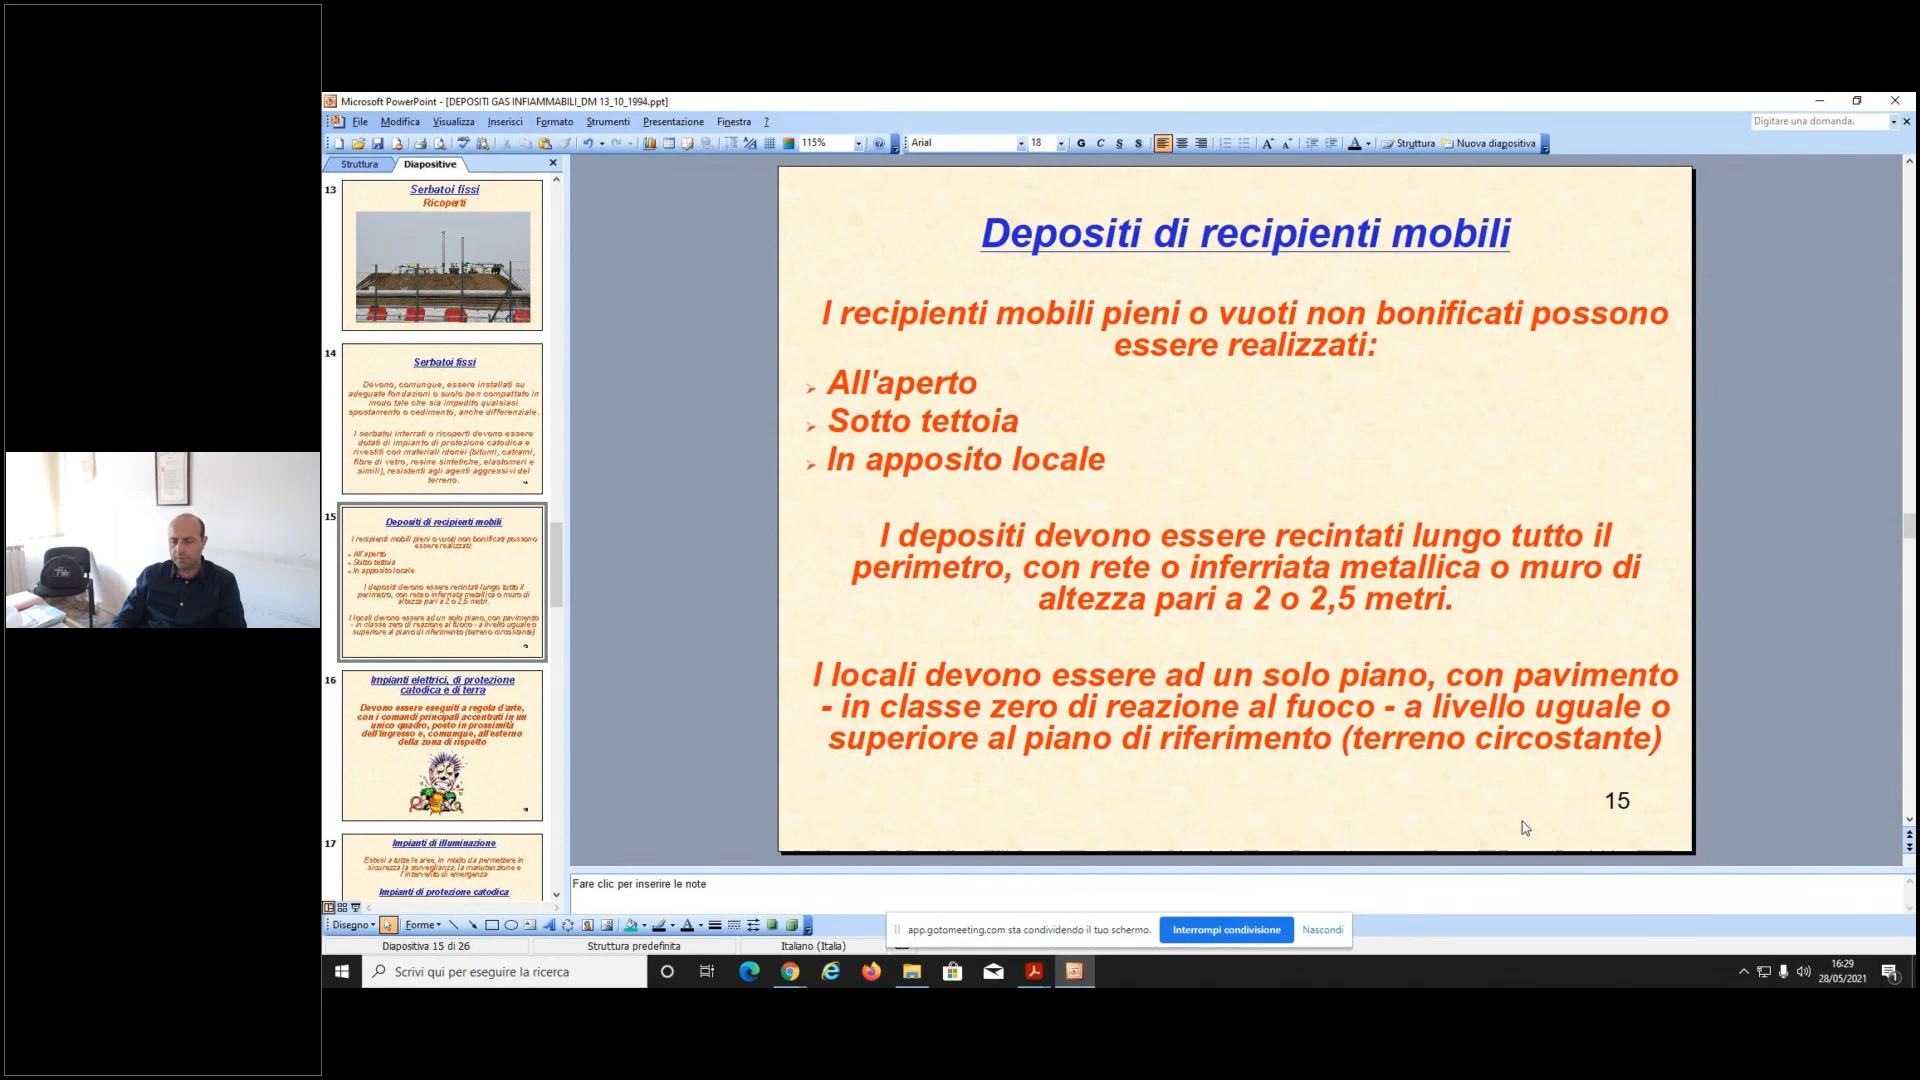 Microsoft PowerPoint - [DEPOSITI GAS INFIAMMABILI_DM 13_10_1994.ppt]
File Modifica Visualizza Inserisci Formato Strumenti Presentazione Finestra ?
Digitare una domanda.
115%
Arial
18
G C S S
Struttura
Nuova diapositiva
Struttura
Diapositive
13
Serbatoi fissi
Ricoperti
14
Serbatoi fissi
Devono, comunque, essere installati su
adeguate fondazioni o suolo ben compattato in
modo tale che sia impedito qualsiasi
spostamento o cedimento, anche differenziale.
I serbatoi interrati o ricoperti devono essere
dotati di impianto di protezione catodica e
rivestiti con materiali idonei (bitumi, catrami,
fibre di vetro, resine sintetiche, elastomeri e
simili), resistenti agli agenti aggressivi del
terreno.
15
Depositi di recipienti mobili
I recipienti mobili pieni o vuoti non bonificati possono
essere realizzati:
All'aperto
Sotto tettoia
In apposito locale
I depositi devono essere recintati lungo tutto il
perimetro, con rete o inferriata metallica o muro di
altezza pari a 2 o 2,5 metri.
I locali devono essere ad un solo piano, con pavimento
- in classe zero di reazione al fuoco - a livello uguale o
superiore al piano di riferimento (terreno circostante)
16
Impianti elettrici, di protezione
catodica e di terra
Devono essere eseguiti a regola d'arte,
con i comandi principali accentrati in un
unico quadro, posto in prossimità
dell'ingresso e, comunque, all'esterno
della zona di rispetto
17
Impianti di illuminazione
Estesi a tutte le aree, in modo da permettere in
sicurezza la sorveglianza, la manutenzione e
l'intervento di emergenza
Impianti di protezione catodica
Depositi di recipienti mobili
I recipienti mobili pieni o vuoti non bonificati possono
essere realizzati:
All'aperto
Sotto tettoia
In apposito locale
I depositi devono essere recintati lungo tutto il
perimetro, con rete o inferriata metallica o muro di
altezza pari a 2 o 2,5 metri.
I locali devono essere ad un solo piano, con pavimento
- in classe zero di reazione al fuoco - a livello uguale o
superiore al piano di riferimento (terreno circostante)
15
Fare clic per inserire le note
Disegno
Forme
app.gotometing.com sta condividendo il tuo schermo.
Interrompi condivisione
Nascondi
Diapositiva 15 di 26
Struttura predefinita
Italiano (Italia)
Scrivi qui per eseguire la ricerca
16:29
28/05/2021
1